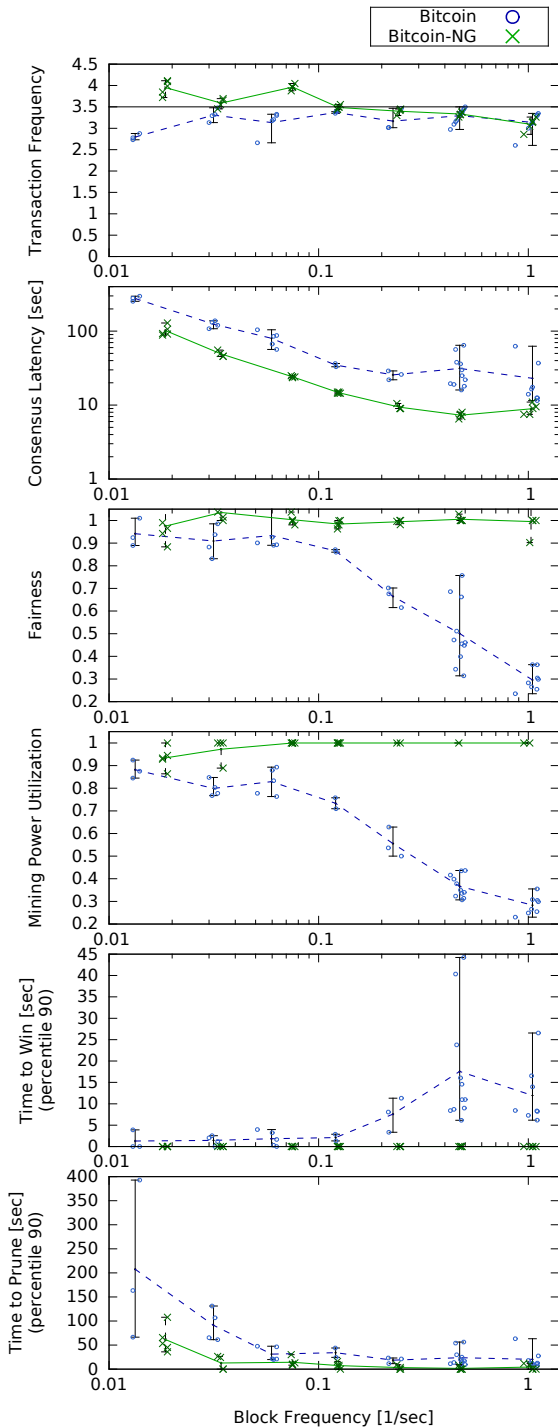 Bitcoin
Bitcoin-NG
Transaction Frequency
4.5
4
3.5
3
2.5
2
1.5
1
0.5
0
0.01 0.1 1
Consensus Latency [sec]
100
10
1
0.01 0.1 1
Fairness
1
0.9
0.8
0.7
0.6
0.5
0.4
0.3
0.2
0.01 0.1 1
Mining Power Utilization
1
0.9
0.8
0.7
0.6
0.5
0.4
0.3
0.2
0.01 0.1 1
Time to Win [sec]
(percentile 90)
45
40
35
30
25
20
15
10
5
0
0.01 0.1 1
Time to Prune [sec]
(percentile 90)
400
350
300
250
200
150
100
50
0
0.01 0.1 1
Block Frequency [1/sec]